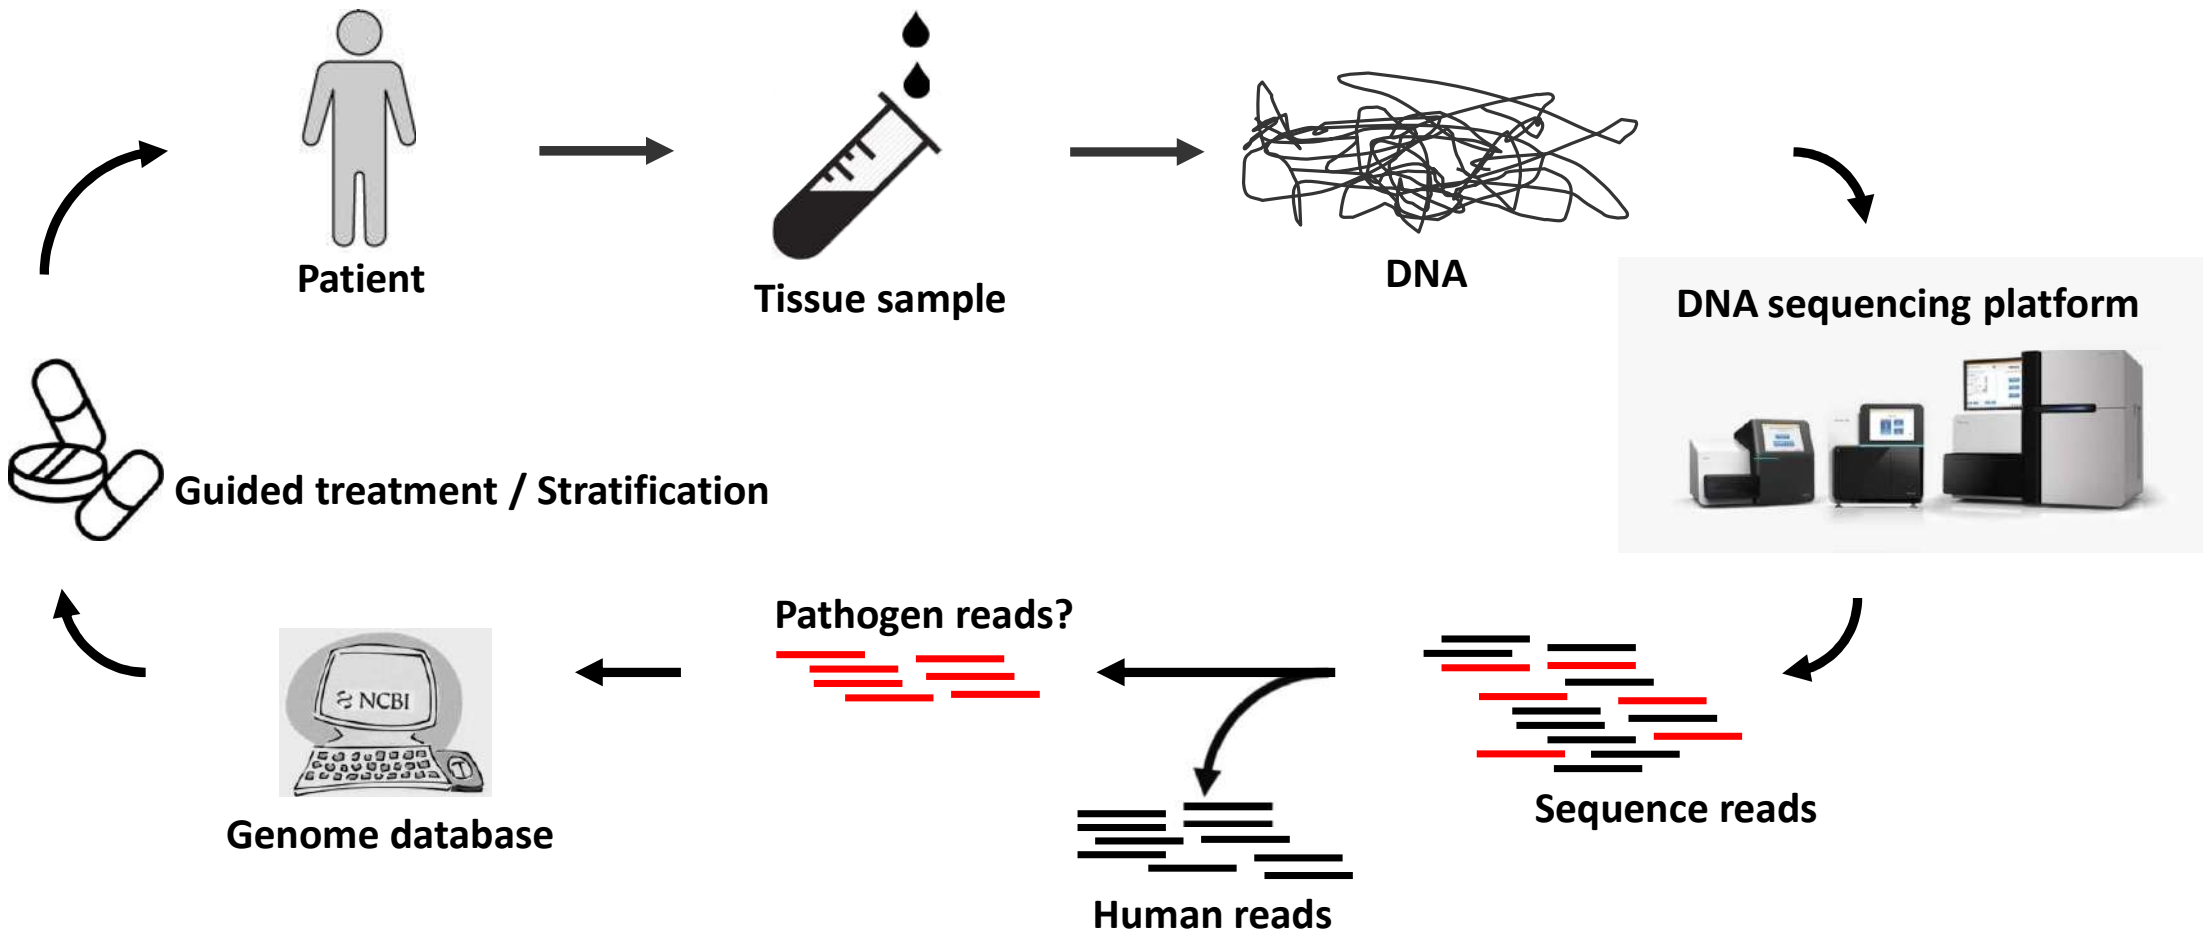 Patient
Tissue sample
DNA
DNA sequencing platform
Guided treatment / Stratification
Pathogen reads?
NCBI
Genome database
Sequence reads
Human reads